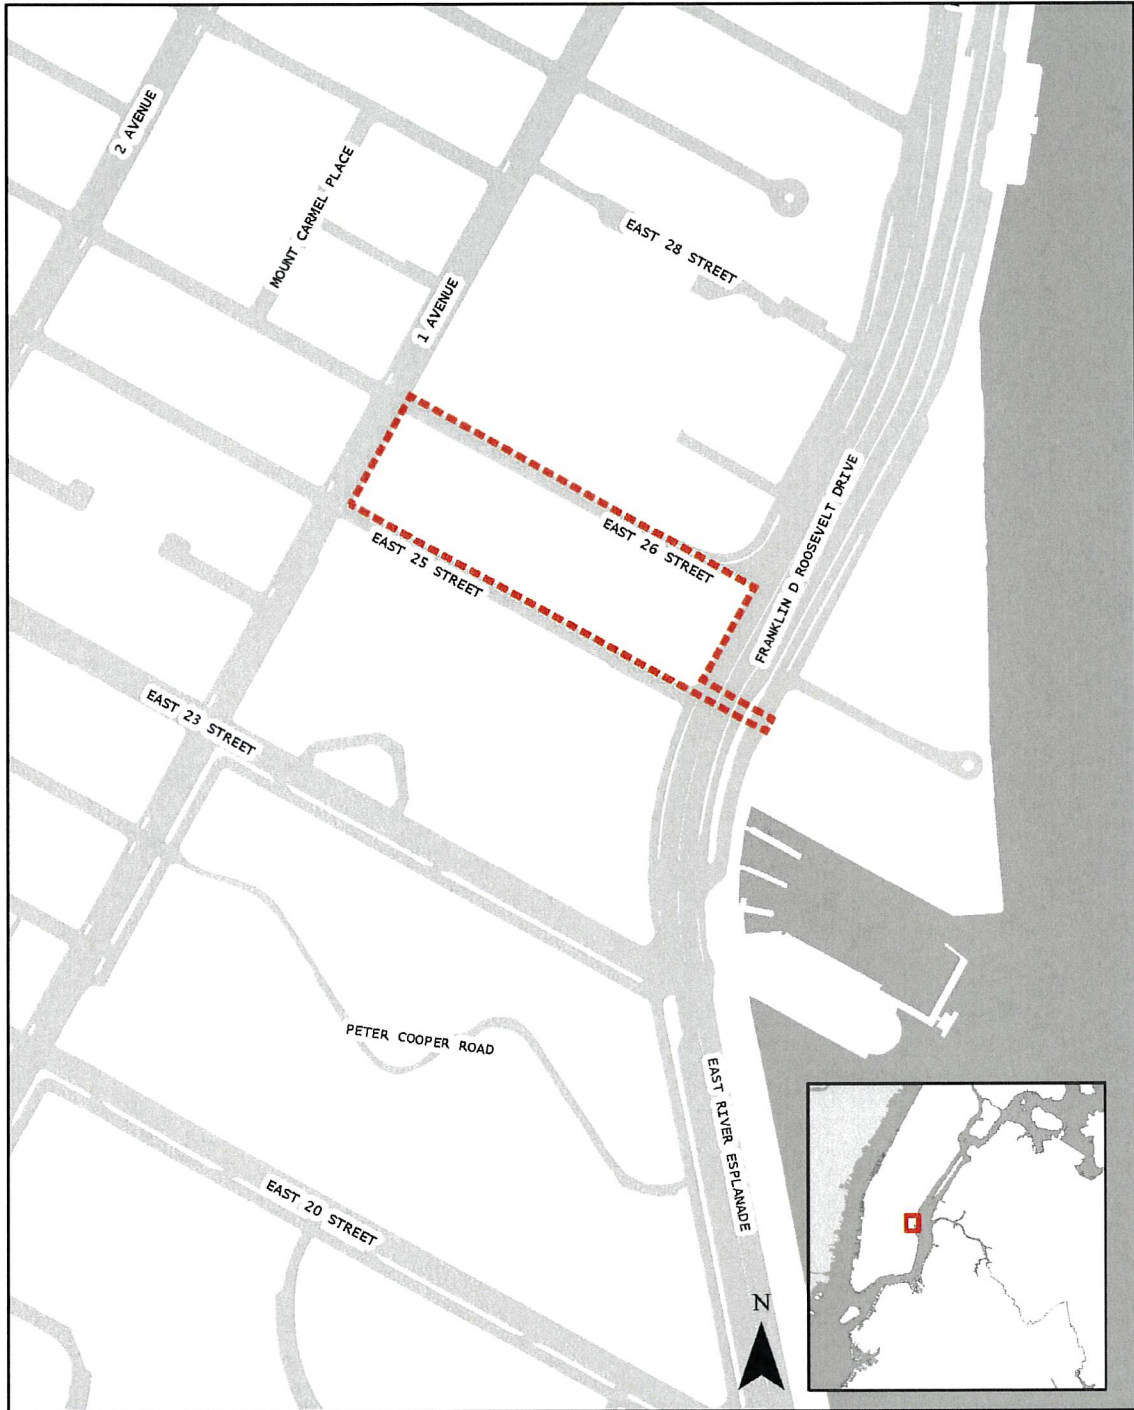 2 AVENUE
MOUNT CARMEL PLACE
EAST 28 STREET
1 AVENUE
FRANKLIN D ROOSEVELT DRIVE
EAST 26 STREET
EAST 25 STREET
EAST 23 STREET
PETER COOPER ROAD
EAST RIVER ESPLANADE
EAST 20 STREET
N